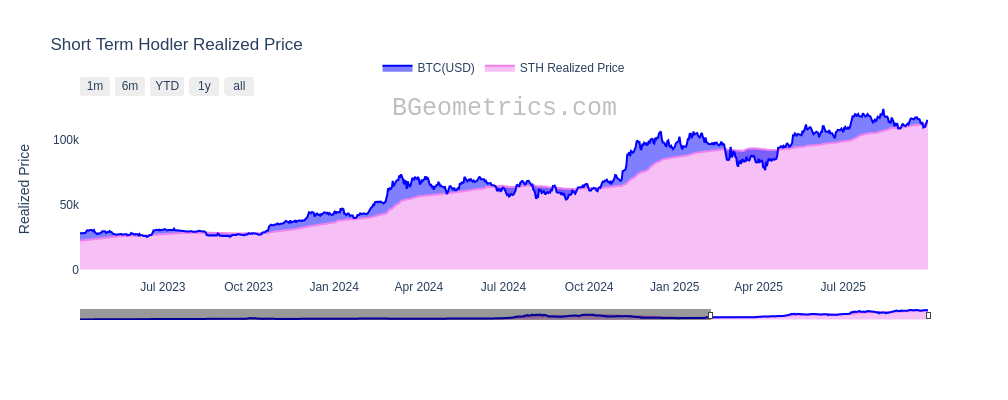 Short Term Hodler Realized Price
BTC(USD) STH Realized Price
1m 6m YTD 1y all
BGeometrics.com
Realized Price
100k
50k
0
Jul 2023 Oct 2023 Jan 2024 Apr 2024 Jul 2024 Oct 2024 Jan 2025 Apr 2025 Jul 2025